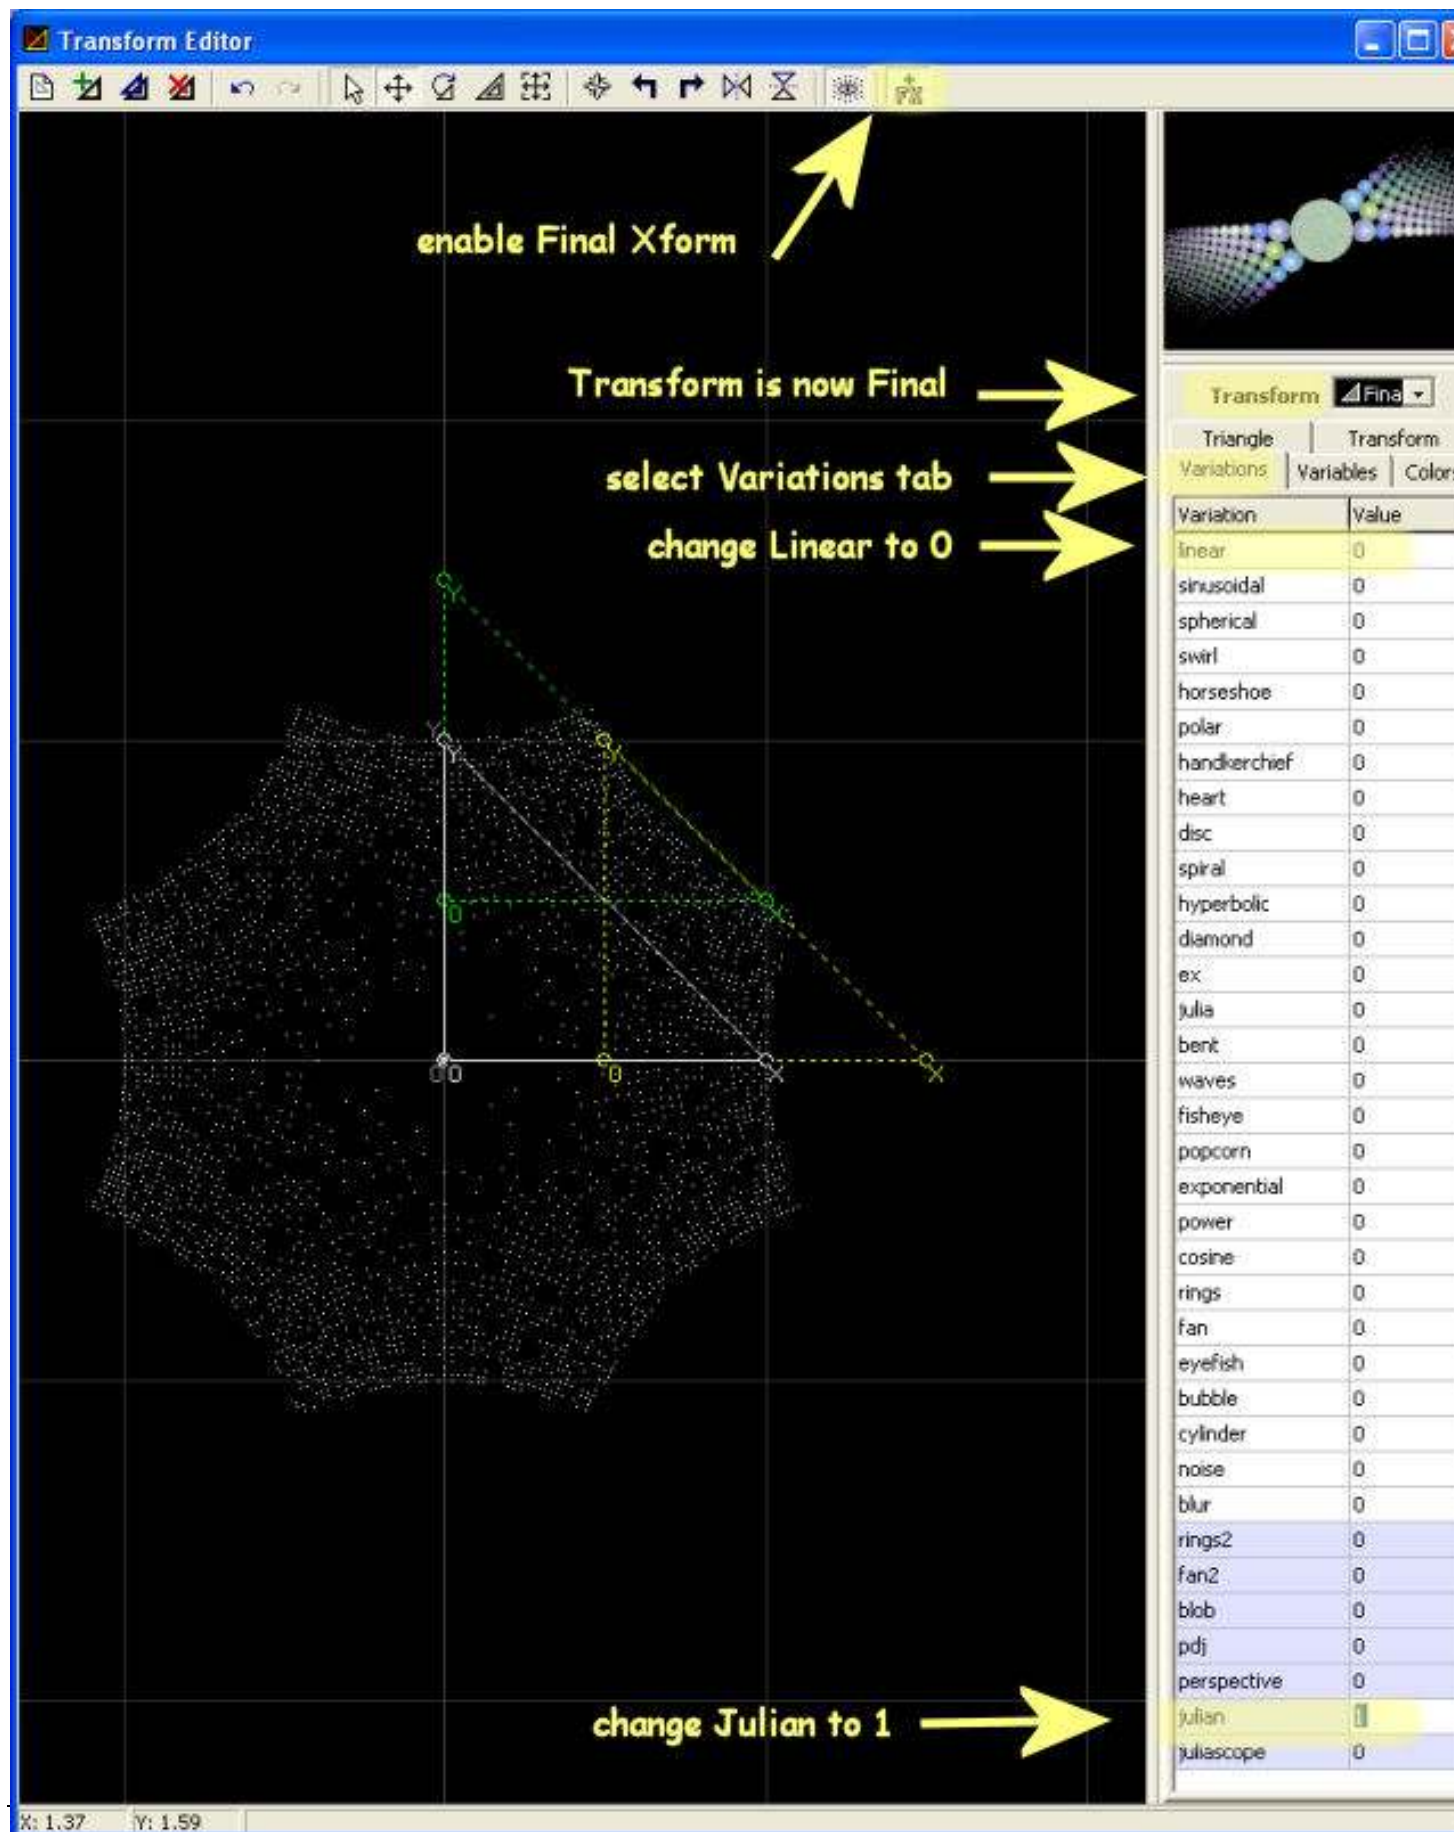 Transform Editor
enable Final Xform
Transform is now Final
Transform Fina
Triangle Transform
select Variations tab
Variations Variables Colors
Variation Value
change Linear to 0
linear 0
sinusoidal 0
spherical 0
swirl 0
horseshoe 0
polar 0
handkerchief 0
heart 0
disc 0
spiral 0
hyperbolic 0
diamond 0
ex 0
julia 0
bent 0
waves 0
fisheye 0
popcorn 0
exponential 0
power 0
cosine 0
rings 0
fan 0
eyefish 0
bubble 0
cylinder 0
noise 0
blur 0
rings2 0
fan2 0
blob 0
pdj 0
perspective 0
change Julian to 1
julian 1
juliascope 0
Y
Y
Y
Y
X
O
O
O
X
X
X: 1.37 Y: 1.59